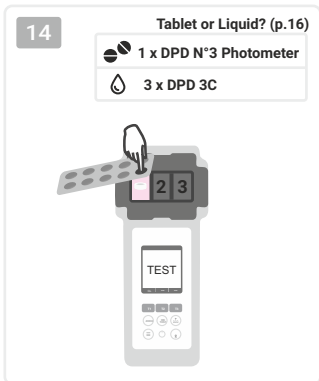 14
Tablet or Liquid? (p.16)
1 x DPD N°3 Photometer
3 x DPD 3C
2 3
TEST